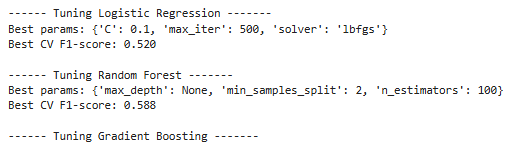 ------ Tuning Logistic Regression -------
Best params: {'C': 0.1, 'max_iter': 500, 'solver': 'lbfgs'}
Best CV F1-score: 0.520
------ Tuning Random Forest -------
Best params: {'max_depth': None, 'min_samples_split': 2, 'n_estimators': 100}
Best CV F1-score: 0.588
------ Tuning Gradient Boosting -------